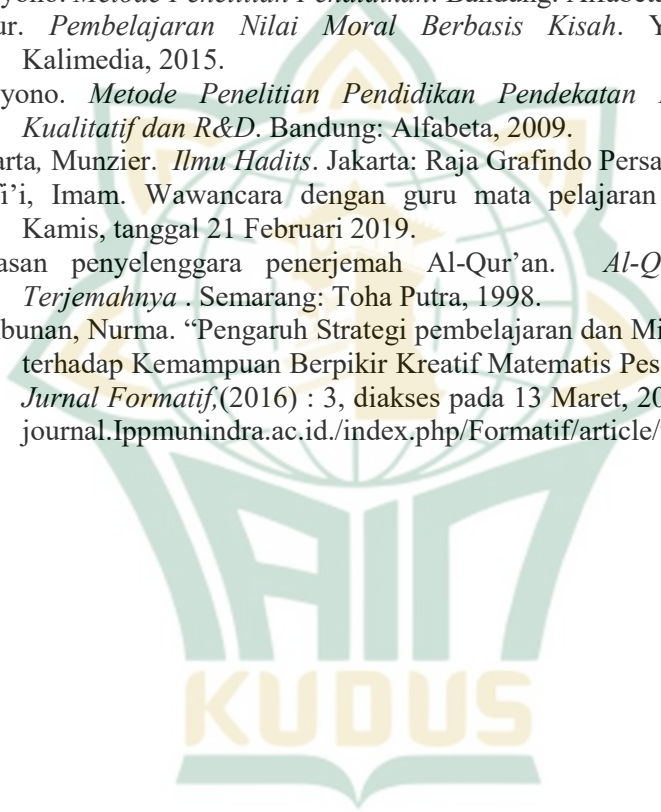 yono. Metode Penelitian Pendidikan. Bandung: Alfabeta
ur. Pembelajaran Nilai Moral Berbasis Kisah. Y
Kalimedia, 2015.
yono. Metode Penelitian Pendidikan Pendekatan
Kualitatif dan R&D. Bandung: Alfabeta, 2009.
arta, Munzier. Ilmu Hadits. Jakarta: Raja Grafindo Persa
i'i, Imam. Wawancara dengan guru mata pelajaran
Kamis, tanggal 21 Februari 2019.
asan penyelenggara penerjemah Al-Qur'an. Al-Q
Terjemahnya . Semarang: Toha Putra, 1998.
bunan, Nurma. “Pengaruh Strategi pembelajaran dan Mi
terhadap Kemampuan Berpikir Kreatif Matematis Pes
Jurnal Formatif,(2016) : 3, diakses pada 13 Maret, 20
journal.Ippmunindra.ac.id./index.php/Formatif/article/
IAIN
KUDUS